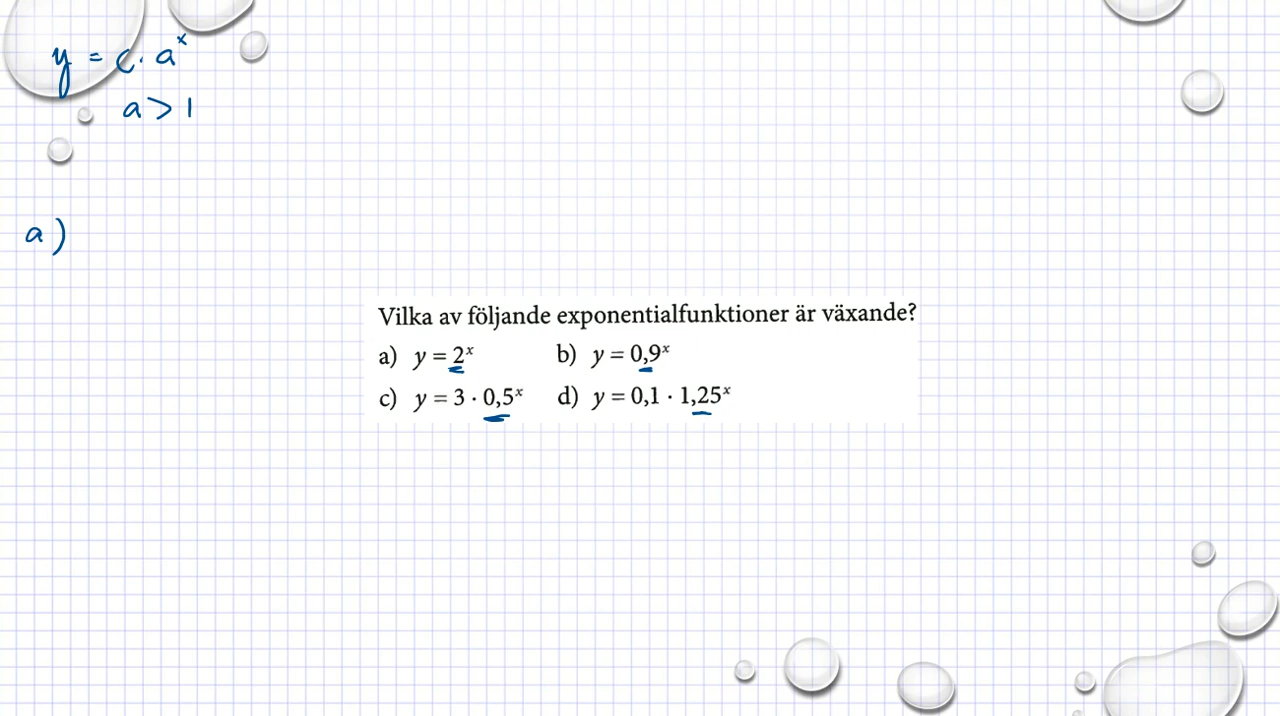 y = C · a^x
a > 1
a)
Vilka av följande exponentialfunktioner är växande?
a) y = 2^x b) y = 0,9^x
c) y = 3 · 0,5^x d) y = 0,1 · 1,25^x